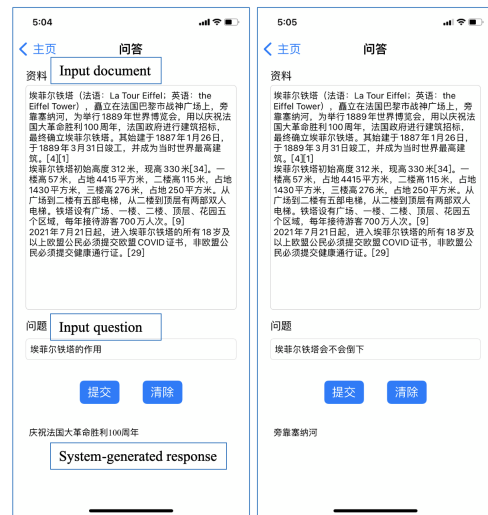 5:04
主页
问答
资料
Input document
埃菲尔铁塔（法语：La Tour Eiffel；英语：the
Eiffel Tower），矗立在法国巴黎市战神广场上，旁
靠塞纳河，为举行1889年世界博览会，用以庆祝法
国大革命胜利100周年，法国政府进行建筑招标，
最终确立埃菲尔铁塔。其始建于1887年1月26日，
于1889年3月31日竣工，并成为当时世界最高建
筑。[4][1]
埃菲尔铁塔初始高度312米，现高330米[34]。一
楼高57米，占地4415平方米，二楼高115米，占地
1430平方米，三楼高276米，占地250平方米。从
广场到二楼有五部电梯，从二楼到顶层有两部双人
电梯。铁塔设有广场、一楼、二楼、顶层、花园五
个区域，每年接待游客700万人次。[9]
2021年7月21日起，进入埃菲尔铁塔的所有18岁及
以上欧盟公民必须提交欧盟COVID证书，非欧盟公
民必须提交健康通行证。[29]
问题
Input question
埃菲尔铁塔的作用
提交
清除
庆祝法国大革命胜利100周年
System-generated response
5:05
主页
问答
资料
埃菲尔铁塔（法语：La Tour Eiffel；英语：the
Eiffel Tower），矗立在法国巴黎市战神广场上，旁
靠塞纳河，为举行1889年世界博览会，用以庆祝法
国大革命胜利100周年，法国政府进行建筑招标，
最终确立埃菲尔铁塔。其始建于1887年1月26日，
于1889年3月31日竣工，并成为当时世界最高建
筑。[4][1]
埃菲尔铁塔初始高度312米，现高330米[34]。一
楼高57米，占地4415平方米，二楼高115米，占地
1430平方米，三楼高276米，占地250平方米。从
广场到二楼有五部电梯，从二楼到顶层有两部双人
电梯。铁塔设有广场、一楼、二楼、顶层、花园五
个区域，每年接待游客700万人次。[9]
2021年7月21日起，进入埃菲尔铁塔的所有18岁及
以上欧盟公民必须提交欧盟COVID证书，非欧盟公
民必须提交健康通行证。[29]
问题
埃菲尔铁塔会不会倒下
提交
清除
旁靠塞纳河